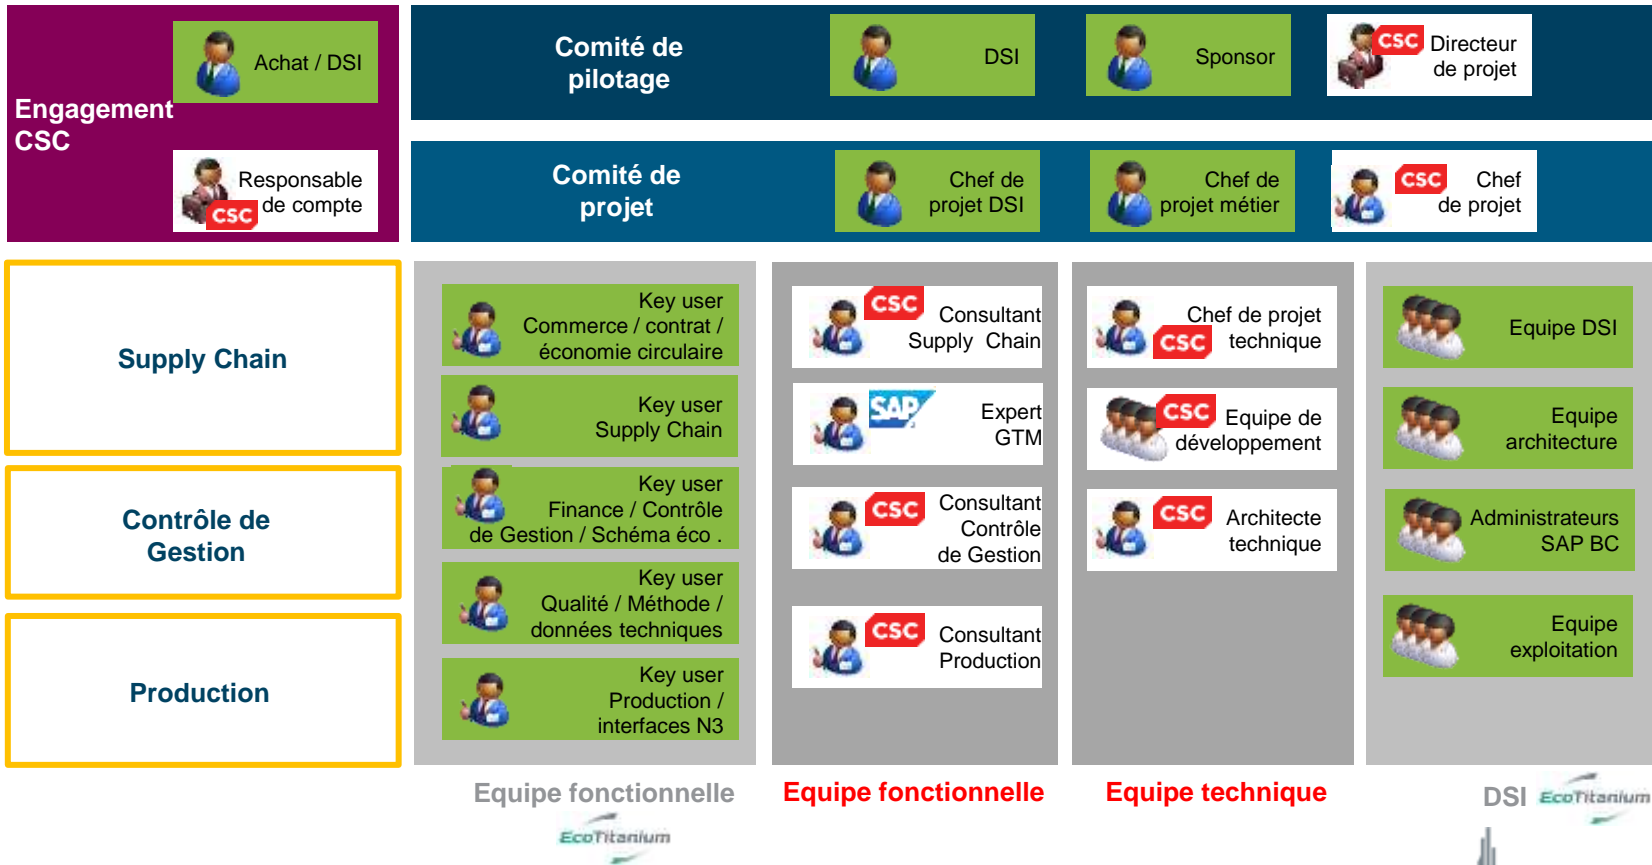 Engagement
CSC
Achat / DSI
CSC
Responsable
de compte
Comité de
pilotage
DSI
Sponsor
CSC
Directeur
de projet
Comité de
projet
Chef de
projet DSI
Chef de
projet métier
CSC
Chef
de projet
Supply Chain
Contrôle de
Gestion
Production
Key user
Commerce / contrat /
économie circulaire
Key user
Supply Chain
Key user
Finance / Contrôle
de Gestion / Schéma éco .
Key user
Qualité / Méthode /
données techniques
Key user
Production /
interfaces N3
Equipe fonctionnelle
EcoTitanium
CSC
Consultant
Supply Chain
SAP
Expert
GTM
CSC
Consultant
Contrôle
de Gestion
CSC
Consultant
Production
Equipe fonctionnelle
Chef de projet
CSC technique
CSC
Equipe de
développement
CSC
Architecte
technique
Equipe technique
Equipe DSI
Equipe
architecture
Administrateurs
SAP BC
Equipe
exploitation
DSI EcoTitanium